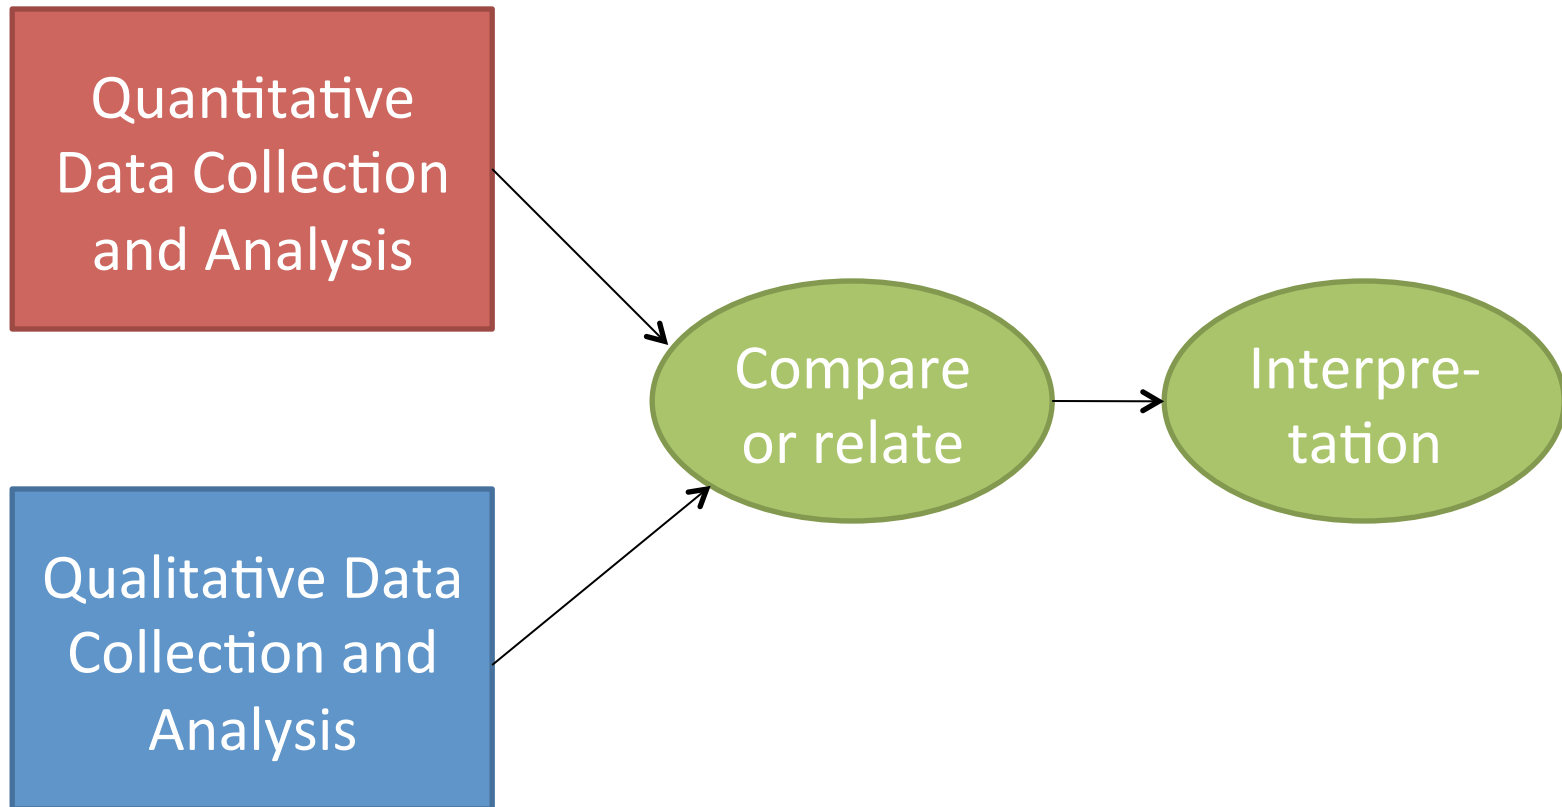 Quantitative
Data Collection
and Analysis
Compare
or relate
Interpre-
tation
Qualitative Data
Collection and
Analysis